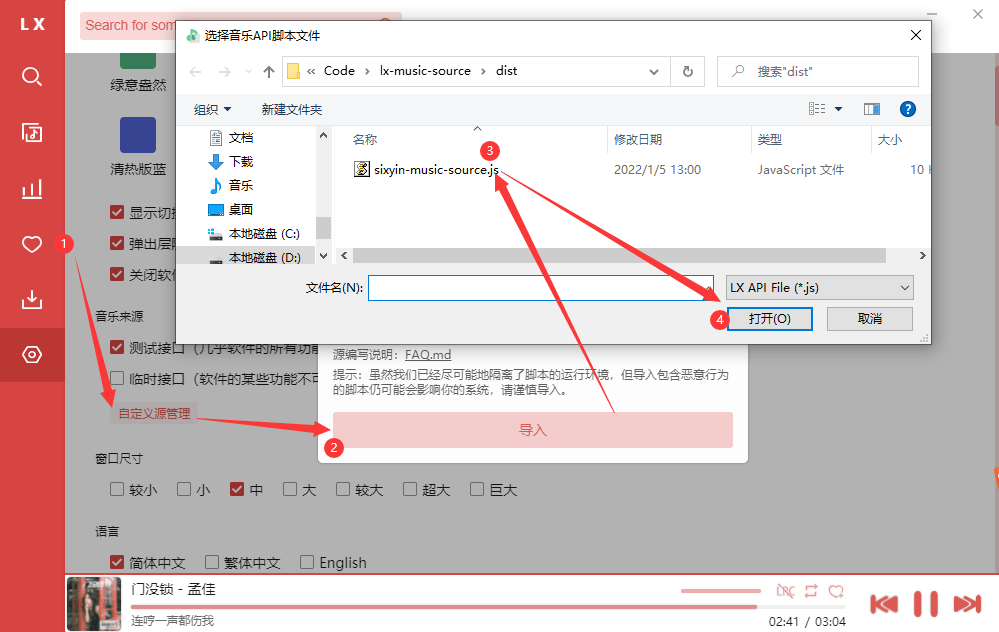 LX
Search for som
选择音乐API脚本文件
« Code › lx-music-source › dist
搜索"dist"
组织
新建文件夹
绿意盎然
文档
下载
音乐
桌面
本地磁盘 (C:)
本地磁盘 (D:)
名称
修改日期
类型
大小
3
sixyin-music-source.js
2022/1/5 13:00
JavaScript 文件
10
清热版蓝
显示切
1
弹出层
关闭软
文件名(N):
LX API File (*.js)
4
打开(O)
取消
音乐来源
测试接口（几乎软件的所有功
临时接口（软件的某些功能不可
自定义源管理
源编写说明：FAQ.md
提示：虽然我们已经尽可能地隔离了脚本的运行环境，但导入包含恶意行为
的脚本仍可能会影响你的系统，请谨慎导入。
导入
2
窗口尺寸
较小
小
中
大
较大
超大
巨大
语言
简体中文
繁体中文
English
门没锁 - 孟佳
连哼一声都伤我
02:41 / 03:04